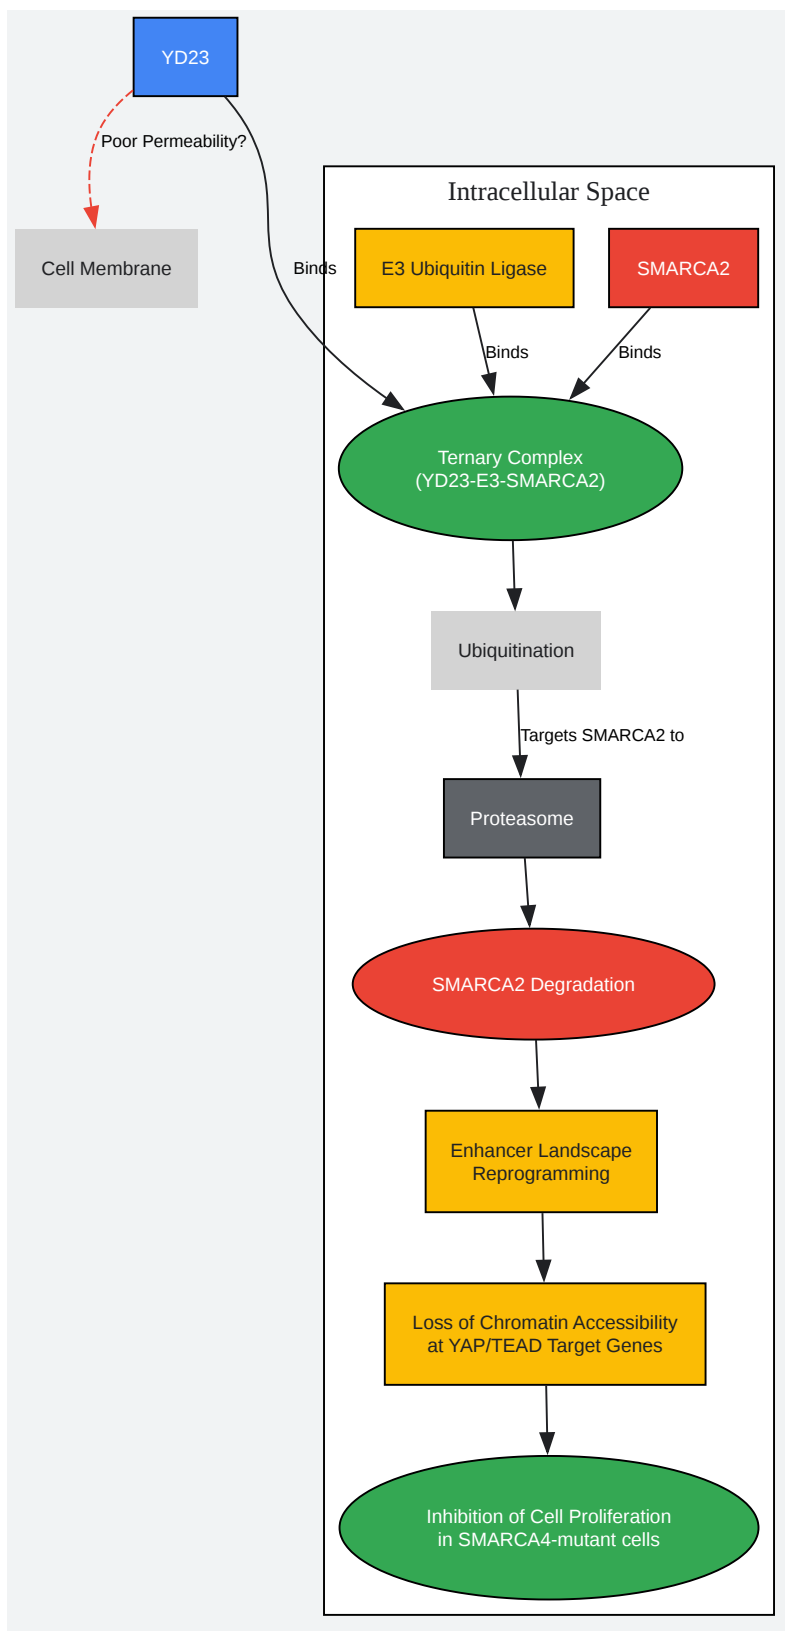 YD23
Poor Permeability?
Intracellular Space
Cell Membrane
Binds
E3 Ubiquitin Ligase
SMARCA2
Binds
Binds
Ternary Complex
(YD23-E3-SMARCA2)
Ubiquitination
Targets SMARCA2 to
Proteasome
SMARCA2 Degradation
Enhancer Landscape
Reprogramming
Loss of Chromatin Accessibility
at YAP/TEAD Target Genes
Inhibition of Cell Proliferation
in SMARCA4-mutant cells